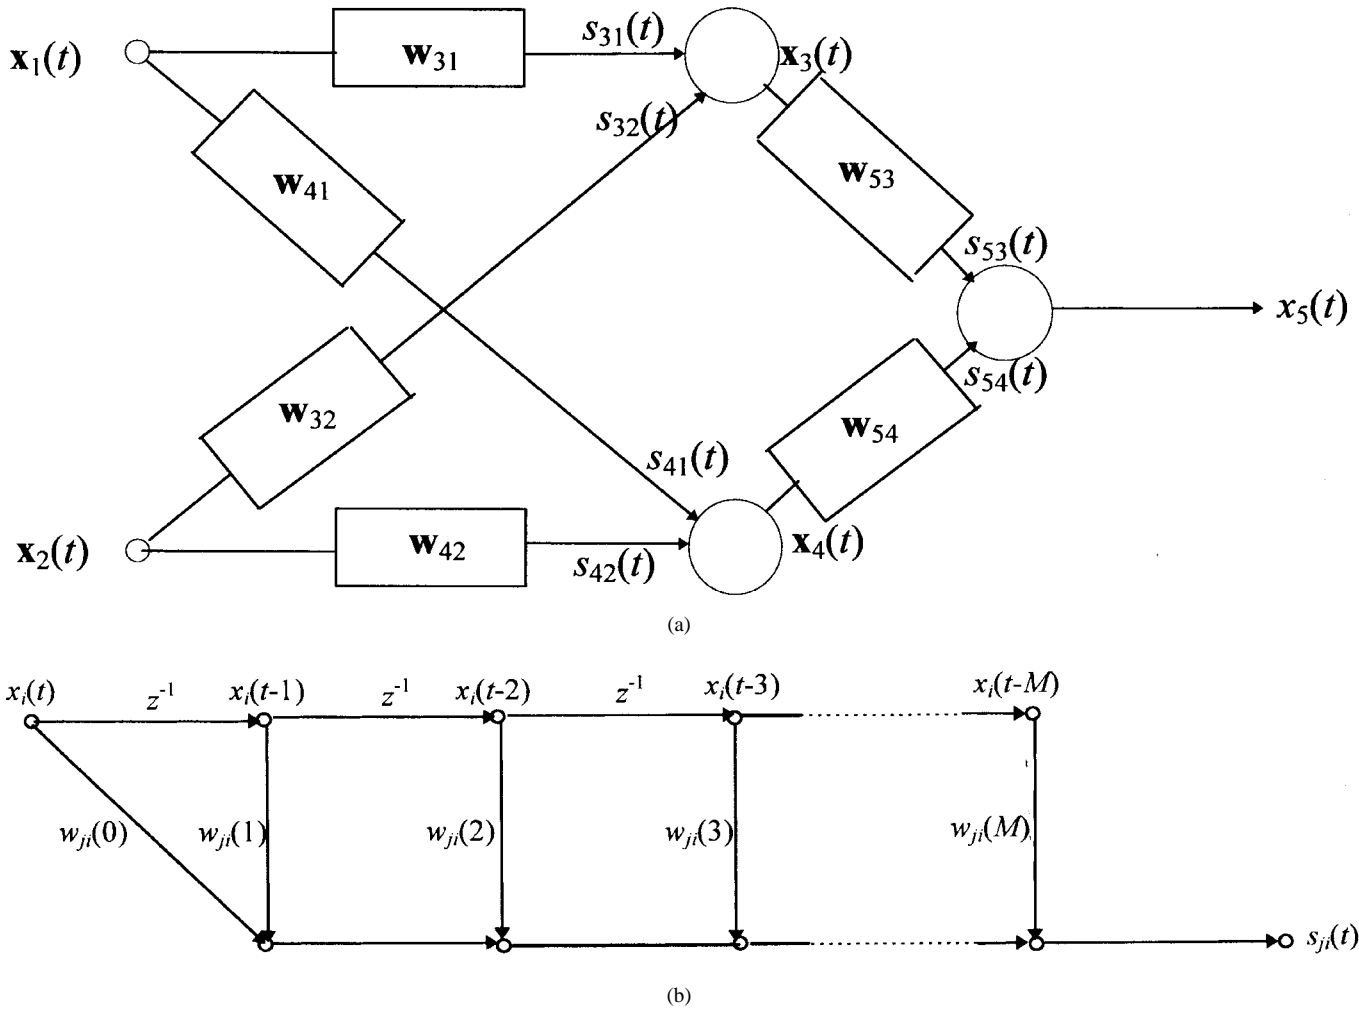 x1(t)
w31
s31(t)
x3(t)
s32(t)
w41
w53
s53(t)
x5(t)
w32
s54(t)
w54
s41(t)
x2(t)
w42
s42(t)
x4(t)
(a)
xi(t)
z-1
xi(t-1)
z-1
xi(t-2)
z-1
xi(t-3)
xi(t-M)
wji(0)
wji(1)
wji(2)
wji(3)
wji(M)
sji(t)
(b)